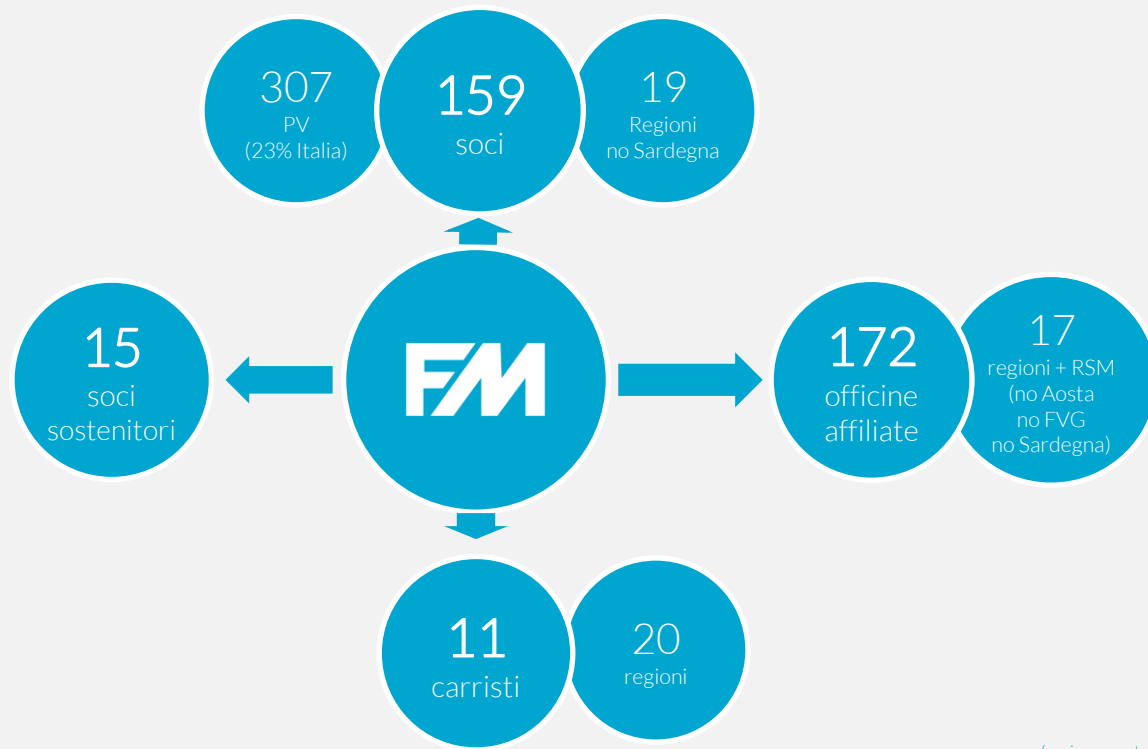 307
PV
(23% Italia)
159
soci
19
Regioni
no Sardegna
15
soci
sostenitori
FM
172
officine
affiliate
17
regioni + RSM
(no Aosta
no FVG
no Sardegna)
11
carristi
20
regioni